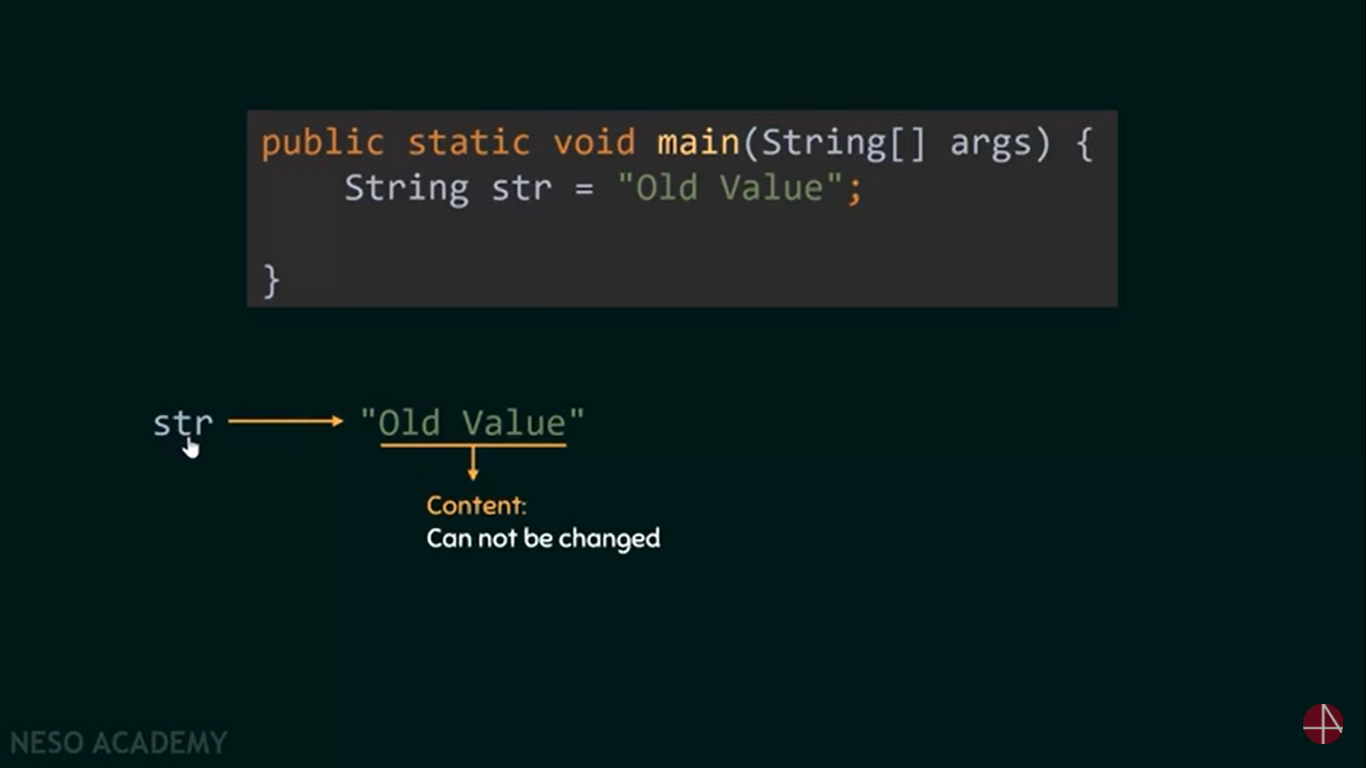 public static void main(String[] args) {
String str = "Old Value";
}
str "Old Value"
Content:
Can not be changed
NESO ACADEMY